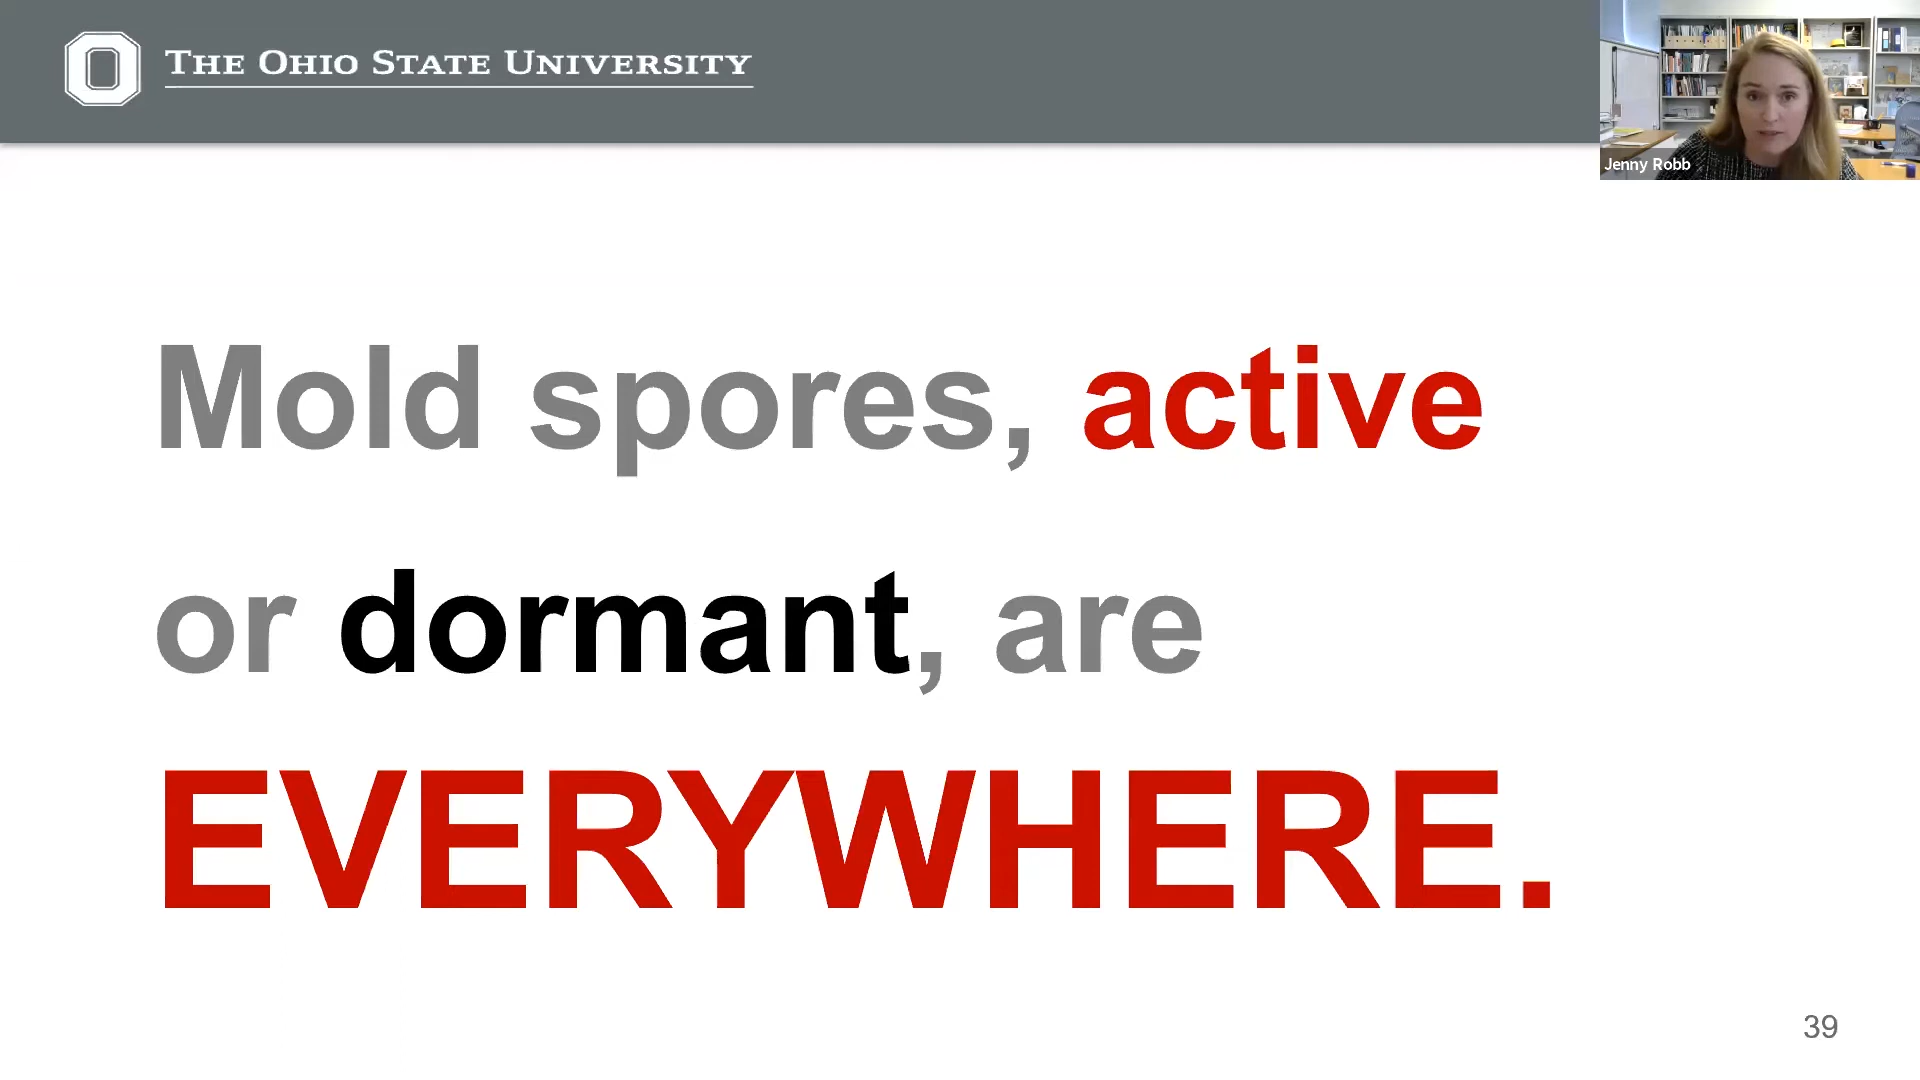 THE OHIO STATE UNIVERSITY
Jenny Robb
Mold spores, active
or dormant, are
EVERYWHERE.
39